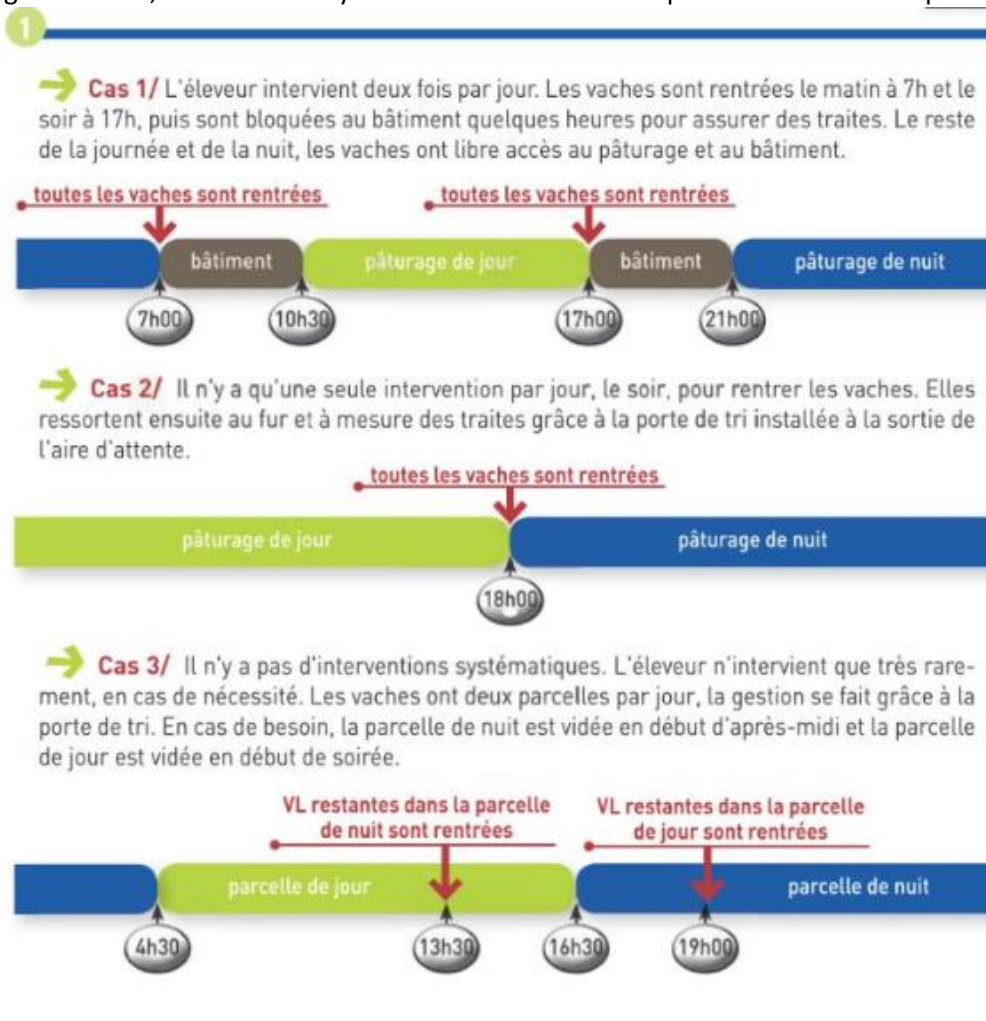 1
Cas 1/ L'éleveur intervient deux fois par jour. Les vaches sont rentrées le matin à 7h et le
soir à 17h, puis sont bloquées au bâtiment quelques heures pour assurer des traites. Le reste
de la journée et de la nuit, les vaches ont libre accès au pâturage et au bâtiment.
toutes les vaches sont rentrées toutes les vaches sont rentrées
bâtiment pâturage de jour bâtiment pâturage de nuit
7h00 10h30 17h00 21h00
Cas 2/ Il n'y a qu'une seule intervention par jour, le soir, pour rentrer les vaches. Elles
ressortent ensuite au fur et à mesure des traites grâce à la porte de tri installée à la sortie de
l'aire d'attente.
toutes les vaches sont rentrées
pâturage de jour pâturage de nuit
18h00
Cas 3/ Il n'y a pas d'interventions systématiques. L'éleveur n'intervient que très rare-
ment, en cas de nécessité. Les vaches ont deux parcelles par jour, la gestion se fait grâce à la
porte de tri. En cas de besoin, la parcelle de nuit est vidée en début d'après-midi et la parcelle
de jour est vidée en début de soirée.
VL restantes dans la parcelle VL restantes dans la parcelle
de nuit sont rentrées de jour sont rentrées
parcelle de jour parcelle de nuit
4h30 13h30 16h30 19h00